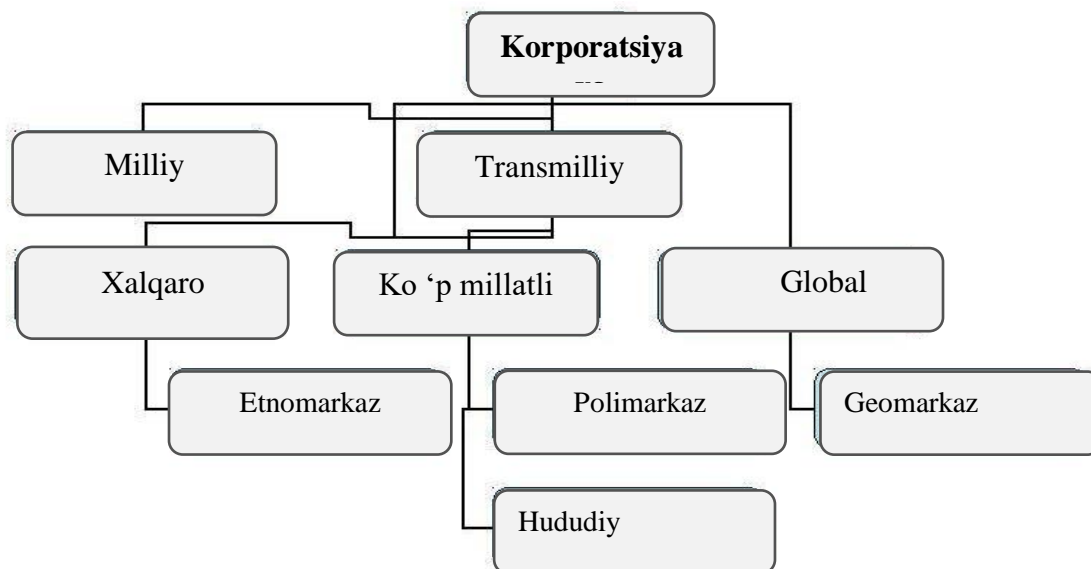 Korporatsiya
Milliy
Transmilliy
Xalqaro
Ko ‘p millatli
Global
Etnomarkaz
Polimarkaz
Geomarkaz
Hududiy